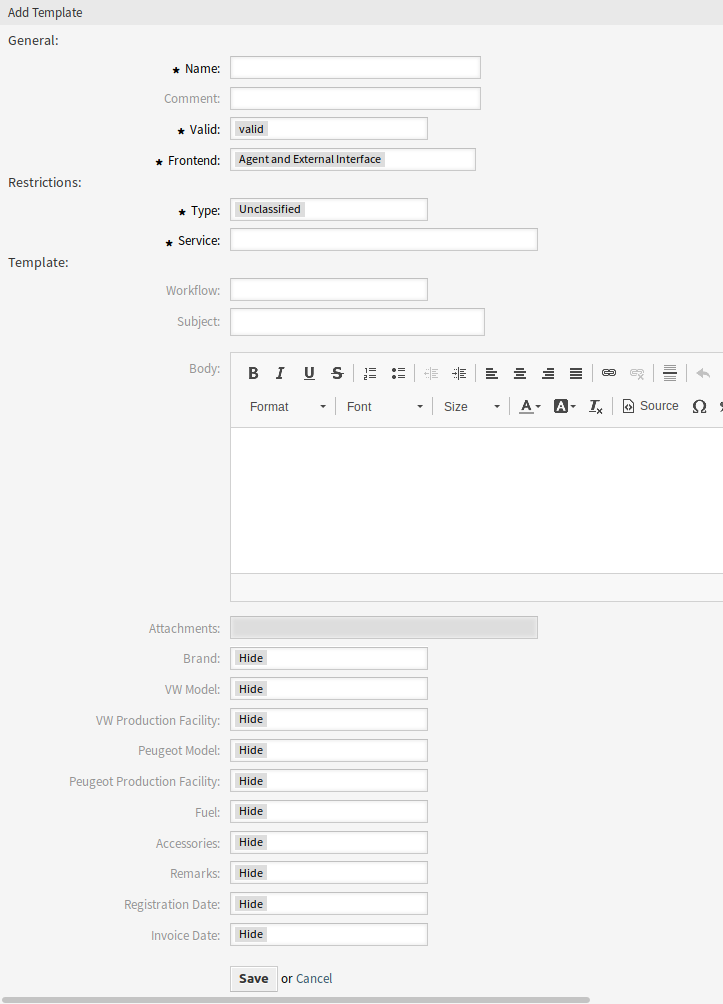 Add Template
General:
★ Name:
Comment:
★ Valid: valid
★ Frontend: Agent and External Interface
Restrictions:
★ Type: Unclassified
★ Service:
Template:
Workflow:
Subject:
Body: B I U S
Format Font Size A A Tx Source Ω
Attachments:
Brand: Hide
VW Model: Hide
VW Production Facility: Hide
Peugeot Model: Hide
Peugeot Production Facility: Hide
Fuel: Hide
Accessories: Hide
Remarks: Hide
Registration Date: Hide
Invoice Date: Hide
Save or Cancel